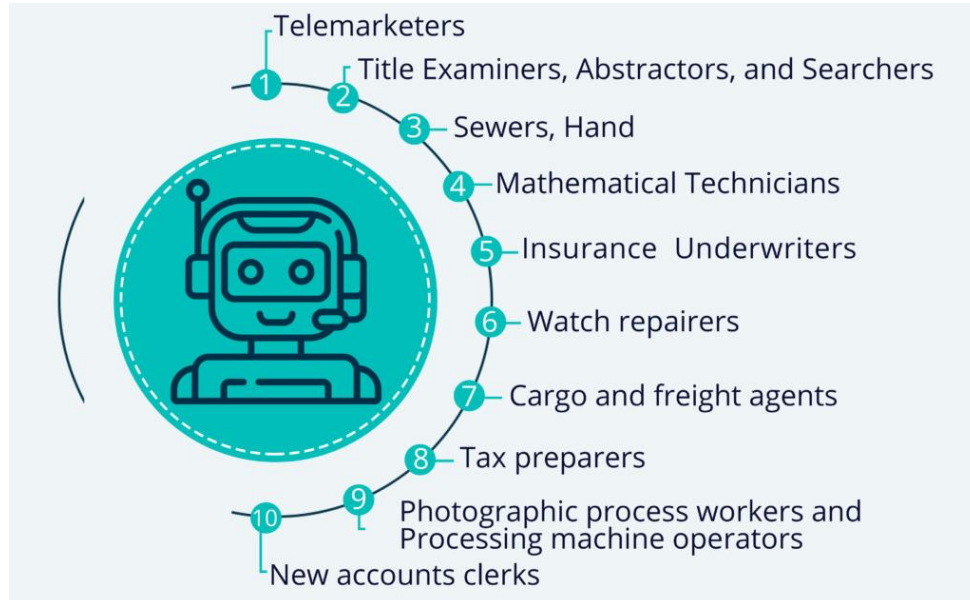 1 Telemarketers
2 Title Examiners, Abstractors, and Searchers
3 Sewers, Hand
4 Mathematical Technicians
5 Insurance Underwriters
6 Watch repairers
7 Cargo and freight agents
8 Tax preparers
9 Photographic process workers and
Processing machine operators
10 New accounts clerks